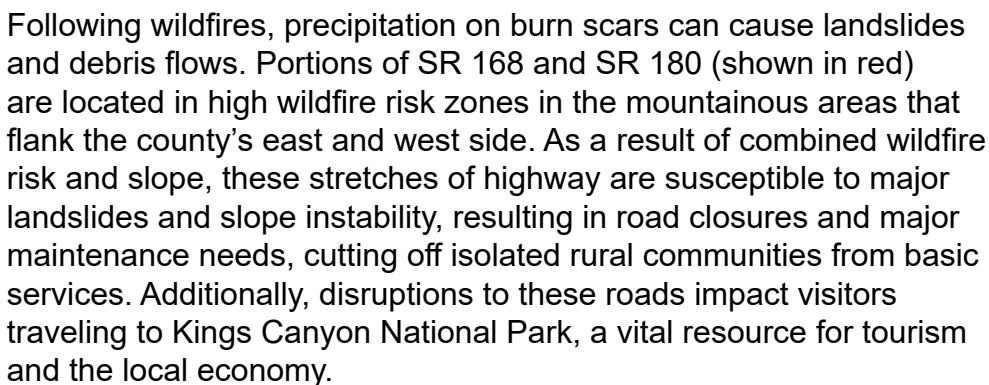 Following wildfires, precipitation on burn scars can cause landslides
and debris flows. Portions of SR 168 and SR 180 (shown in red)
are located in high wildfire risk zones in the mountainous areas that
flank the county’s east and west side. As a result of combined wildfire
risk and slope, these stretches of highway are susceptible to major
landslides and slope instability, resulting in road closures and major
maintenance needs, cutting off isolated rural communities from basic
services. Additionally, disruptions to these roads impact visitors
traveling to Kings Canyon National Park, a vital resource for tourism
and the local economy.